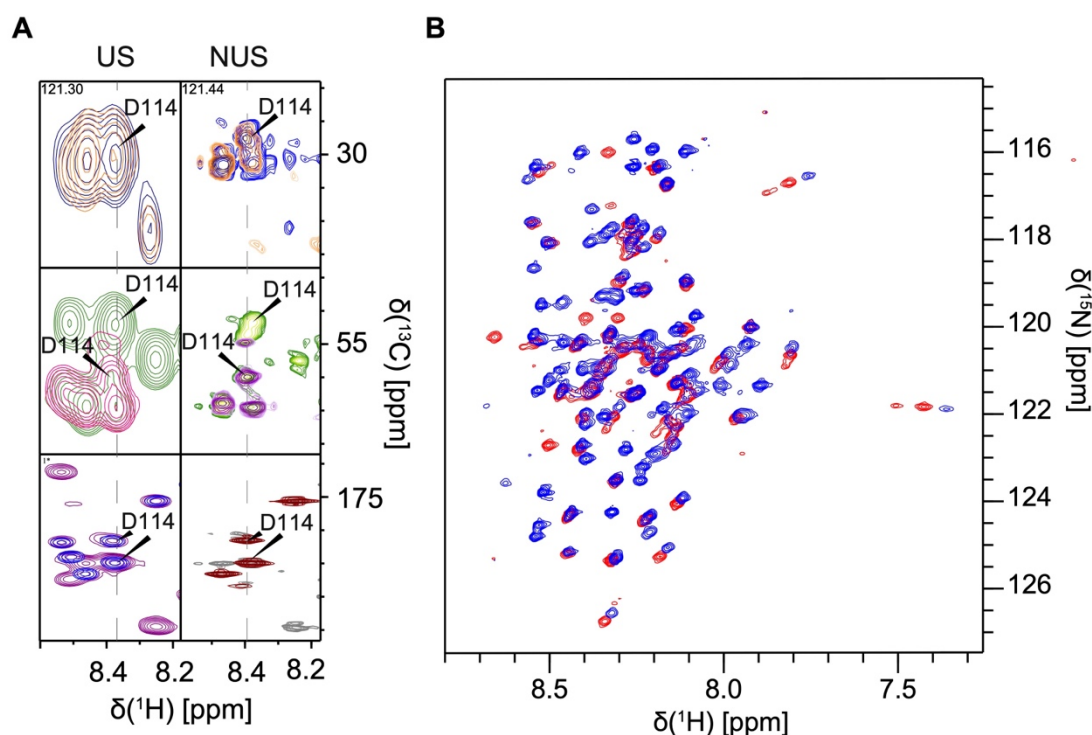 A
B
US
NUS
121.30
121.44
D114
D114
30
D114
D114
D114
D114
55
D114
D114
D114
D114
175
δ(¹³C) [ppm]
8.4
8.2
8.4
8.2
δ(¹H) [ppm]
116
118
120
122
124
126
δ(¹⁵N) [ppm]
8.5
8.0
7.5
δ(¹H) [ppm]